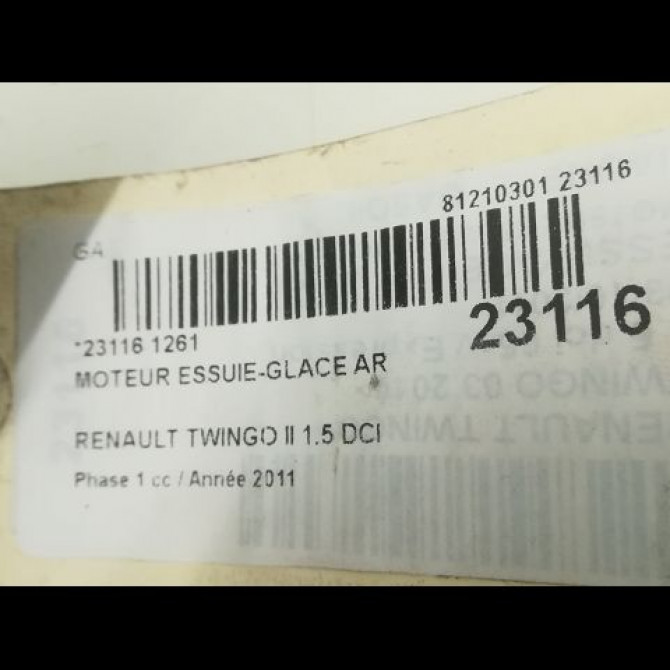 81210301 23116
G4
23116
*23116 1261
MOTEUR ESSUIE-GLACE AR
RENAULT TWINGO II 1.5 DCI
Phase 1 cc / Année 2011